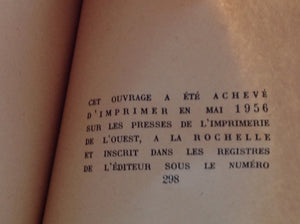 CET OUVRAGE A ÉTÉ ACHEVÉ
D'IMPRIMER EN MAI 1956
SUR LES PRESSES DE L'IMPRIMERIE
DE L'OUEST, A LA ROCHELLE
ET INSCRIT DANS LES REGISTRES
DE L'ÉDITEUR SOUS LE NUMÉRO
298